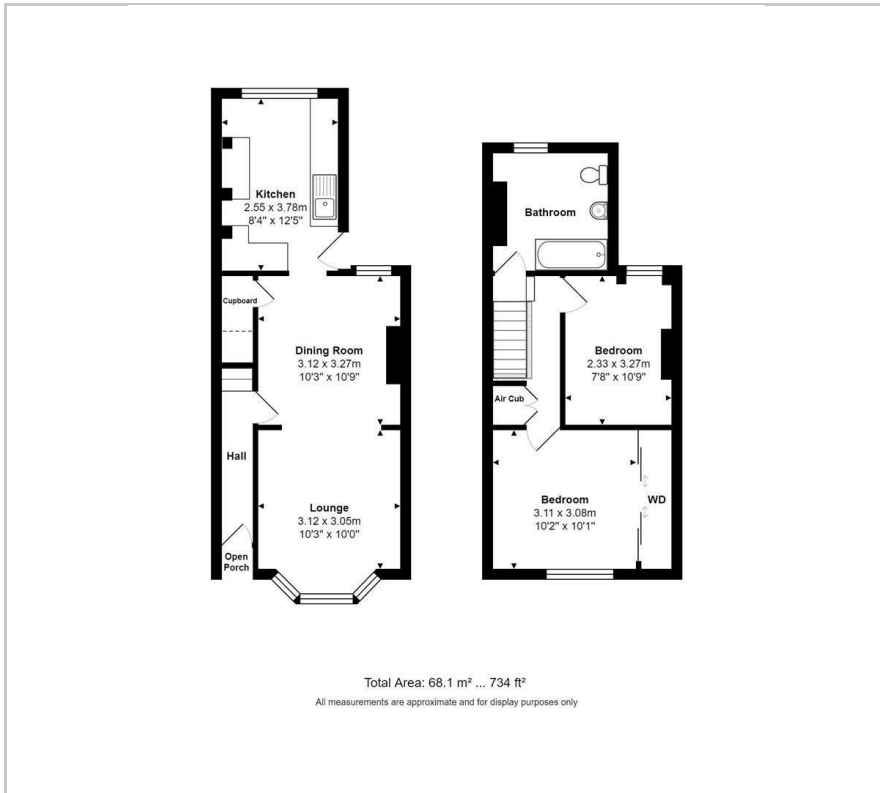 Kitchen
2.55 x 3.78m
8'4" x 12'5"
Cupboard
Dining Room
3.12 x 3.27m
10'3" x 10'9"
Hall
Lounge
3.12 x 3.05m
10'3" x 10'0"
Open
Porch
Bathroom
Bedroom
2.33 x 3.27m
7'8" x 10'9"
Air Cub
Bedroom
3.11 x 3.08m
10'2" x 10'1"
WD
Total Area: 68.1 m² ... 734 ft²
All measurements are approximate and for display purposes only